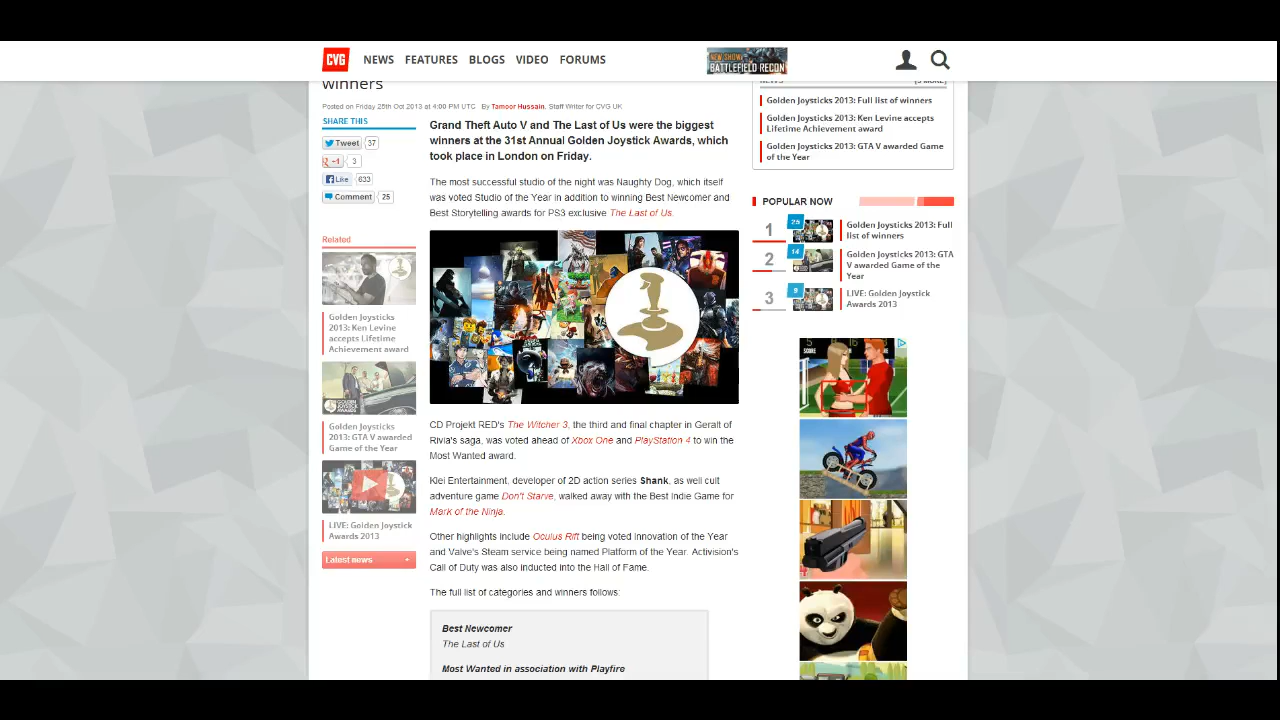 CVG
NEWS
FEATURES
BLOGS
VIDEO
FORUMS
NEW SHOW:
BATTLEFIELD RECON
winners
Posted on Friday 25th Oct 2013 at 4:00 PM UTC By Tamoor Hussain, Staff Writer for CVG UK
SHARE THIS
Tweet 37
+1 3
Like 633
Comment 25
Related
Golden Joysticks
2013: Ken Levine
accepts Lifetime
Achievement award
GOLDEN
JOYSTICK
AWARDS
Golden Joysticks
2013: GTA V awarded
Game of the Year
LIVE: Golden Joystick
Awards 2013
Latest news
Grand Theft Auto V and The Last of Us were the biggest
winners at the 31st Annual Golden Joystick Awards, which
took place in London on Friday.
The most successful studio of the night was Naughty Dog, which itself
was voted Studio of the Year in addition to winning Best Newcomer and
Best Storytelling awards for PS3 exclusive The Last of Us.
CD Projekt RED's The Witcher 3, the third and final chapter in Geralt of
Rivia's saga, was voted ahead of Xbox One and PlayStation 4 to win the
Most Wanted award.
Klei Entertainment, developer of 2D action series Shank, as well cult
adventure game Don't Starve, walked away with the Best Indie Game for
Mark of the Ninja.
Other highlights include Oculus Rift being voted Innovation of the Year
and Valve's Steam service being named Platform of the Year. Activision's
Call of Duty was also inducted into the Hall of Fame.
The full list of categories and winners follows:
Best Newcomer
The Last of Us
Most Wanted in association with Playfire
Golden Joysticks 2013: Full list of winners
Golden Joysticks 2013: Ken Levine accepts
Lifetime Achievement award
Golden Joysticks 2013: GTA V awarded Game
of the Year
POPULAR NOW
1
25
Golden Joysticks 2013: Full
list of winners
2
14
Golden Joysticks 2013: GTA
V awarded Game of the
Year
3
9
LIVE: Golden Joystick
Awards 2013